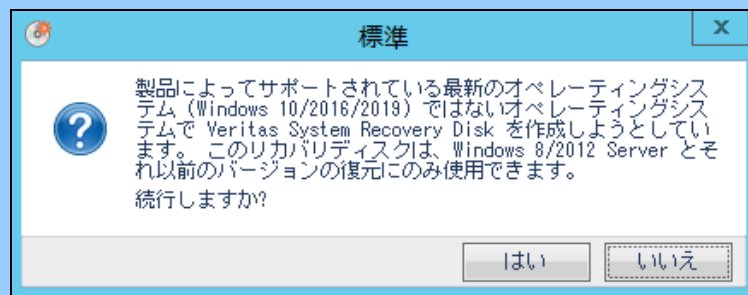 標準
x
製品によってサポートされている最新のオペレーティングシス
テム (Windows 10/2016/2019) ではないオペレーティングシス
テムで Veritas System Recovery Disk を作成しようとしてい
ます。 このリカバリディスクは、Windows 8/2012 Server とそ
れ以前のバージョンの復元にのみ使用できます。
続行しますか?
はい
いいえ